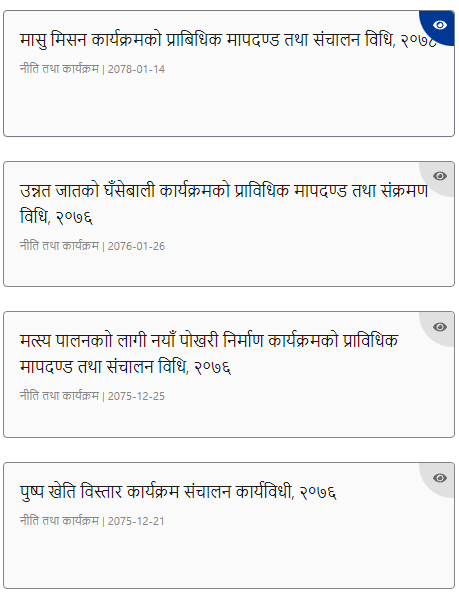 मासु मिसन कार्यक्रमको प्राबिधिक मापदण्ड तथा संचालन विधि, २०७८
नीति तथा कार्यक्रम | 2078-01-14
उन्नत जातको घँसेबाली कार्यक्रमको प्राविधिक मापदण्ड तथा संक्रमण
विधि, २०७६
नीति तथा कार्यक्रम | 2076-01-26
मत्स्य पालनकाो लागी नयाँ पोखरी निर्माण कार्यक्रमको प्राविधिक
मापदण्ड तथा संचालन विधि, २०७६
नीति तथा कार्यक्रम | 2075-12-25
पुष्प खेति विस्तार कार्यक्रम संचालन कार्यविधी, २०७६
नीति तथा कार्यक्रम | 2075-12-21